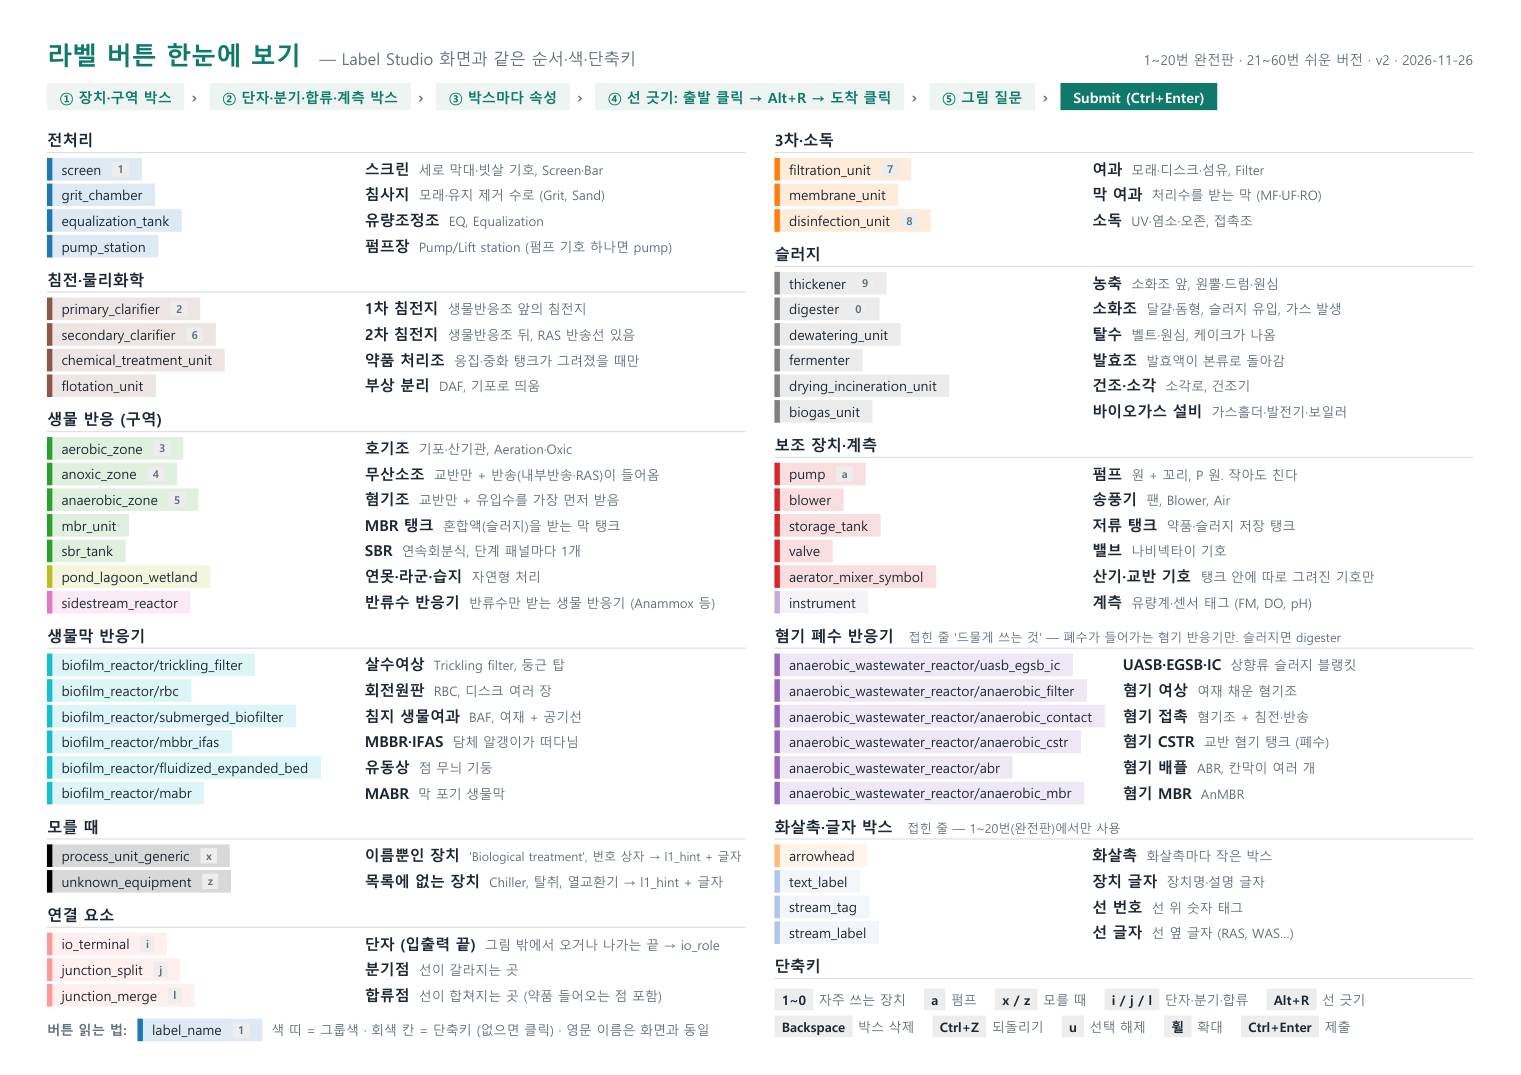 라벨 버튼 한눈에 보기 — Label Studio 화면과 같은 순서·색·단축키
1~20번 완전판 · 21~60번 쉬운 버전 · v2 · 2026-11-26
① 장치·구역 박스 › ② 단자·분기·합류·계측 박스 › ③ 박스마다 속성 › ④ 선 긋기: 출발 클릭 → Alt+R → 도착 클릭 › ⑤ 그림 질문 › Submit (Ctrl+Enter)
전처리
screen 1 스크린 세로 막대·빗살 기호, Screen·Bar
grit_chamber 침사지 모래·유지 제거 수로 (Grit, Sand)
equalization_tank 유량조정조 EQ, Equalization
pump_station 펌프장 Pump/Lift station (펌프 기호 하나면 pump)
침전·물리화학
primary_clarifier 2 1차 침전지 생물반응조 앞의 침전지
secondary_clarifier 6 2차 침전지 생물반응조 뒤, RAS 반송선 있음
chemical_treatment_unit 약품 처리조 응집·중화 탱크가 그려졌을 때만
flotation_unit 부상 분리 DAF, 기포로 띄움
생물 반응 (구역)
aerobic_zone 3 호기조 기포·산기관, Aeration·Oxic
anoxic_zone 4 무산소조 교반만 + 반송(내부반송·RAS)이 들어옴
anaerobic_zone 5 혐기조 교반만 + 유입수를 가장 먼저 받음
mbr_unit MBR 탱크 혼합액(슬러지)을 받는 막 탱크
sbr_tank SBR 연속회분식, 단계 패널마다 1개
pond_lagoon_wetland 연못·라군·습지 자연형 처리
sidestream_reactor 반류수 반응기 반류수만 받는 생물 반응기 (Anammox 등)
생물막 반응기
biofilm_reactor/trickling_filter 살수여상 Trickling filter, 둥근 탑
biofilm_reactor/rbc 회전원판 RBC, 디스크 여러 장
biofilm_reactor/submerged_biofilter 침지 생물여과 BAF, 여재 + 공기선
biofilm_reactor/mbbr_ifas MBBR·IFAS 담체 알갱이가 떠다님
biofilm_reactor/fluidized_expanded_bed 유동상 점 무늬 기둥
biofilm_reactor/mabr MABR 막 포기 생물막
모를 때
process_unit_generic x 이름뿐인 장치 'Biological treatment', 번호 상자 → l1_hint + 글자
unknown_equipment z 목록에 없는 장치 Chiller, 탈취, 열교환기 → l1_hint + 글자
연결 요소
io_terminal i 단자 (입출력 끝) 그림 밖에서 오거나 나가는 끝 → io_role
junction_split j 분기점 선이 갈라지는 곳
junction_merge l 합류점 선이 합쳐지는 곳 (약품 들어오는 점 포함)
버튼 읽는 법: label_name 1 색 띠 = 그룹색 · 회색 칸 = 단축키 (없으면 클릭) · 영문 이름은 화면과 동일
3차·소독
filtration_unit 7 여과 모래·디스크·섬유, Filter
membrane_unit 막 여과 처리수를 받는 막 (MF·UF·RO)
disinfection_unit 8 소독 UV·염소·오존, 접촉조
슬러지
thickener 9 농축 소화조 앞, 원뿔·드럼·원심
digester 0 소화조 달걀·돔형, 슬러지 유입, 가스 발생
dewatering_unit 탈수 벨트·원심, 케이크가 나옴
fermenter 발효조 발효액이 본류로 돌아감
drying_incineration_unit 건조·소각 소각로, 건조기
biogas_unit 바이오가스 설비 가스홀더·발전기·보일러
보조 장치·계측
pump a 펌프 원 + 꼬리, P 원. 작아도 친다
blower 송풍기 팬, Blower, Air
storage_tank 저류 탱크 약품·슬러지 저장 탱크
valve 밸브 나비넥타이 기호
aerator_mixer_symbol 산기·교반 기호 탱크 안에 따로 그려진 기호만
instrument 계측 유량계·센서 태그 (FM, DO, pH)
혐기 폐수 반응기 접힌 줄 '드물게 쓰는 것' — 폐수가 들어가는 혐기 반응기만. 슬러지면 digester
anaerobic_wastewater_reactor/uasb_egsb_ic UASB·EGSB·IC 상향류 슬러지 블랭킷
anaerobic_wastewater_reactor/anaerobic_filter 혐기 여상 여재 채운 혐기조
anaerobic_wastewater_reactor/anaerobic_contact 혐기 접촉 혐기조 + 침전·반송
anaerobic_wastewater_reactor/anaerobic_cstr 혐기 CSTR 교반 혐기 탱크 (폐수)
anaerobic_wastewater_reactor/abr 혐기 배플 ABR, 칸막이 여러 개
anaerobic_wastewater_reactor/anaerobic_mbr 혐기 MBR AnMBR
화살촉·글자 박스 접힌 줄 — 1~20번(완전판)에서만 사용
arrowhead 화살촉 화살촉마다 작은 박스
text_label 장치 글자 장치명·설명 글자
stream_tag 선 번호 선 위 숫자 태그
stream_label 선 글자 선 옆 글자 (RAS, WAS…)
단축키
1~0 자주 쓰는 장치 a 펌프 x / z 모를 때 i / j / l 단자·분기·합류 Alt+R 선 긋기
Backspace 박스 삭제 Ctrl+Z 되돌리기 u 선택 해제 휠 확대 Ctrl+Enter 제출